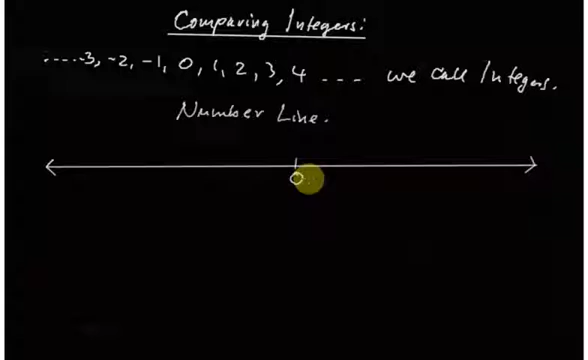 Comparing Integers:
.....-3, -2, -1, 0, 1, 2, 3, 4 --- we call Integers.
Number Line.
0